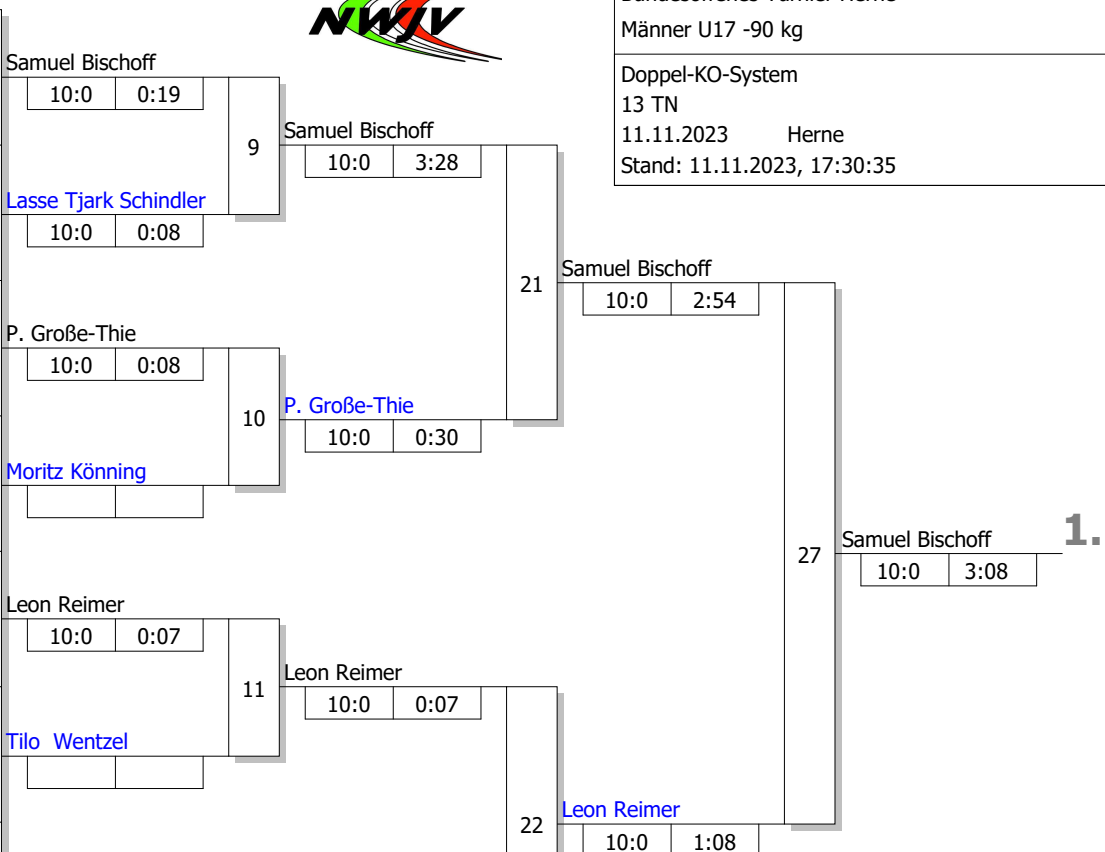 NWJV
Bundesoffenes Turnier Herne
Männer U17 -90 kg
Doppel-KO-System
13 TN
11.11.2023 Herne
Stand: 11.11.2023, 17:30:35
Samuel Bischoff
10:0 0:19
9
Samuel Bischoff
10:0 3:28
Lasse Tjark Schindler
10:0 0:08
21
Samuel Bischoff
10:0 2:54
P. Große-Thie
10:0 0:08
10
P. Große-Thie
10:0 0:30
Moritz Könning
27
Samuel Bischoff
1.
10:0 3:08
Leon Reimer
10:0 0:07
11
Leon Reimer
10:0 0:07
Tilo Wentzel
22
Leon Reimer
10:0 1:08